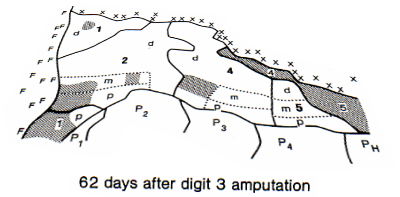 x x x x x x x x x
F F d 1
F F d
F 2 d 4 4
F F m m d
F F p p m 5 5
1 p p
P1 P2 P3 P4 PH
62 days after digit 3 amputation